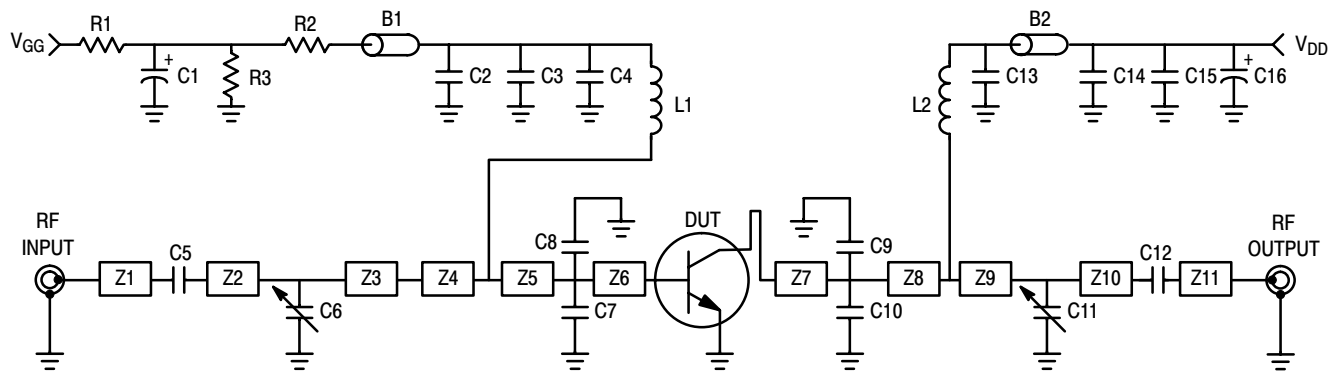 R1
R2
B1
B2
VGG
VDD
+
C1
R3
C2
C3
C4
L1
L2
C13
C14
C15
+
C16
RF
INPUT
C5
C8
DUT
C9
C12
RF
OUTPUT
Z1
Z2
Z3
Z4
Z5
Z6
Z7
Z8
Z9
Z10
Z11
C6
C7
C10
C11